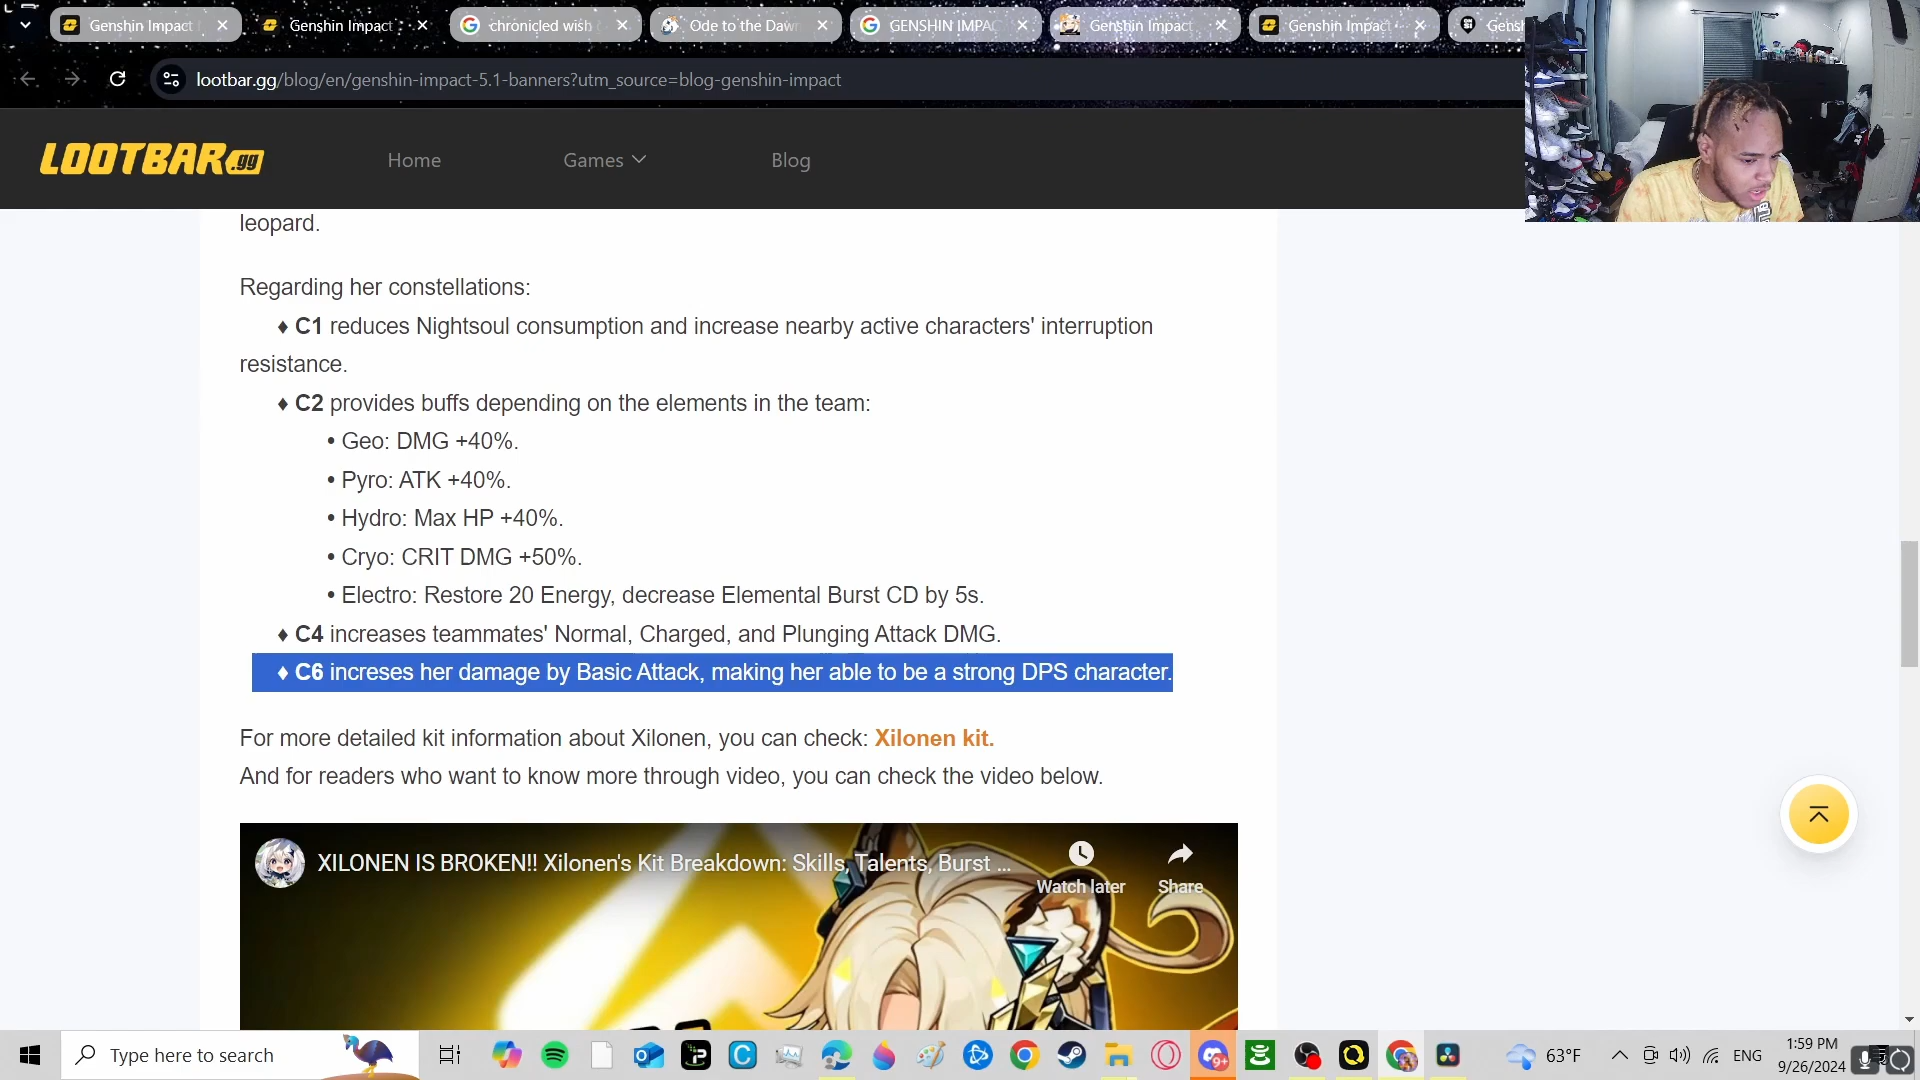 Genshin Impact
Genshin Impact
chronicled wish
Ode to the Dawn
GENSHIN IMPA
Genshin Impact
Genshin Impact
Gensh
lootbar.gg/blog/en/genshin-impact-5.1-banners?utm_source=blog-genshin-impact
LOOTBAR.gg
Home
Games
Blog
leopard.
Regarding her constellations:
♦ C1 reduces Nightsoul consumption and increase nearby active characters' interruption
resistance.
♦ C2 provides buffs depending on the elements in the team:
• Geo: DMG +40%.
• Pyro: ATK +40%.
• Hydro: Max HP +40%.
• Cryo: CRIT DMG +50%.
• Electro: Restore 20 Energy, decrease Elemental Burst CD by 5s.
♦ C4 increases teammates' Normal, Charged, and Plunging Attack DMG.
♦ C6 increses her damage by Basic Attack, making her able to be a strong DPS character.
For more detailed kit information about Xilonen, you can check: Xilonen kit.
And for readers who want to know more through video, you can check the video below.
XILONEN IS BROKEN!! Xilonen's Kit Breakdown: Skills, Talents, Burst ...
Watch later
Share
Type here to search
9+
63°F
ENG
1:59 PM
9/26/2024